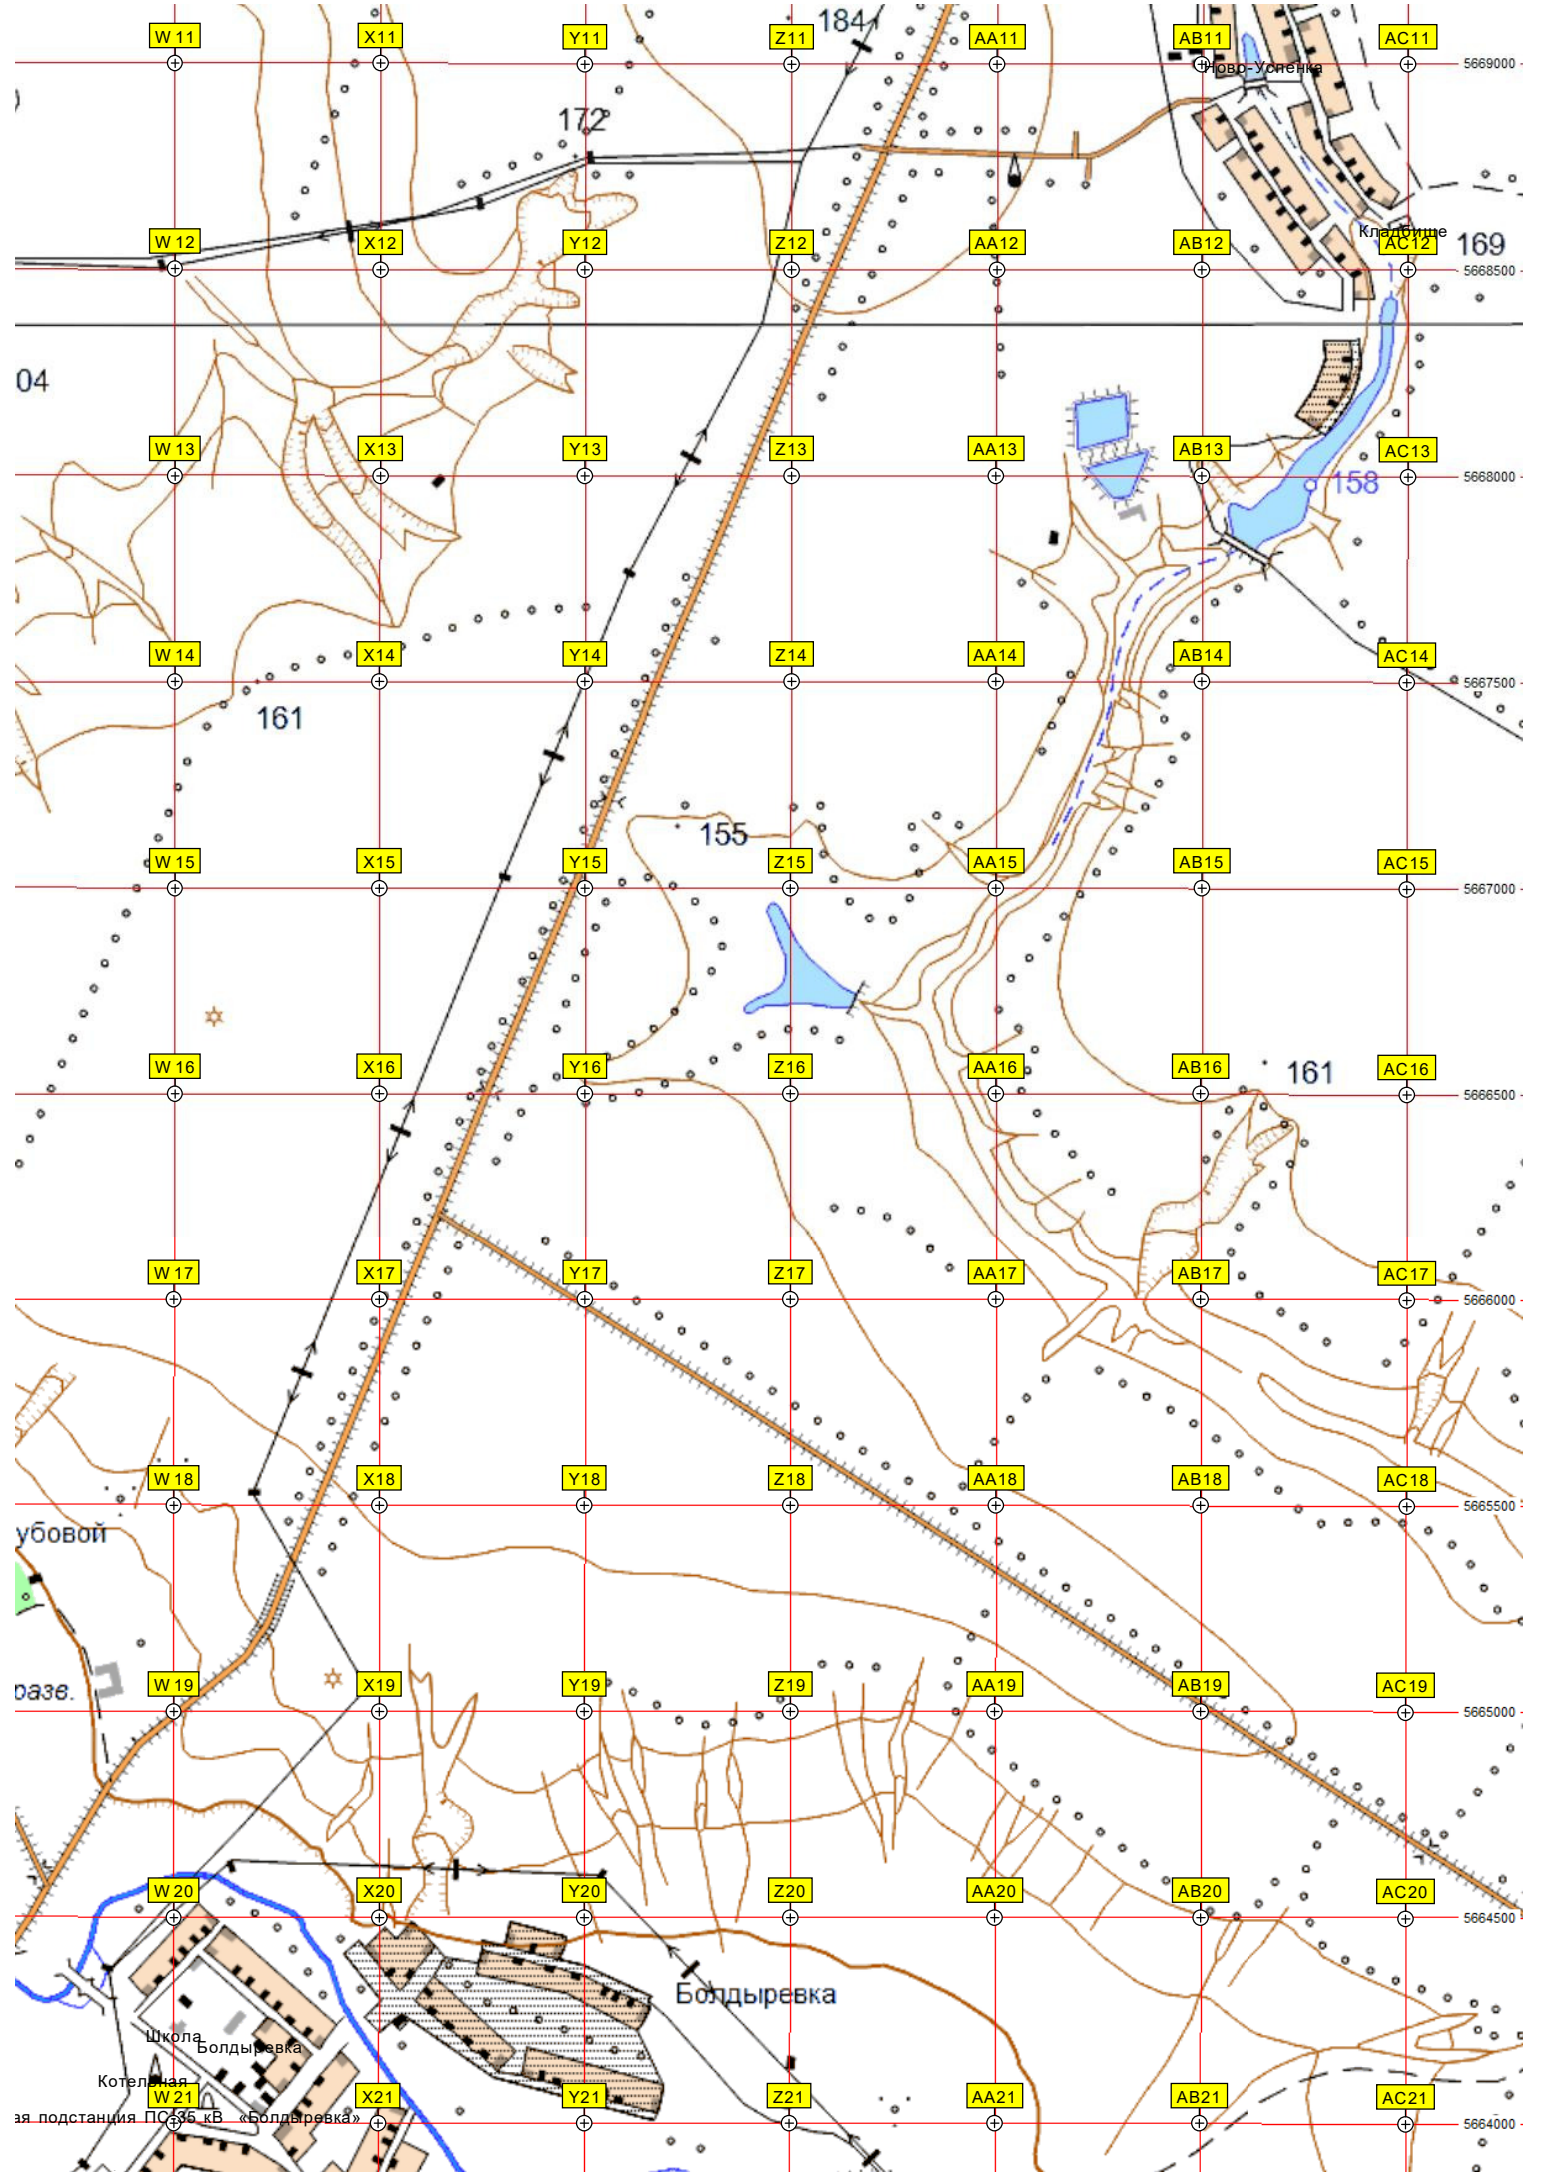 184
W 11 X11 Y11 Z11 AA11 AB11 AC11
5669000
Ново-Успенка
172
Кладбище
W 12 X12 Y12 Z12 AA12 AB12 AC12 169
5668500
04
W 13 X13 Y13 Z13 AA13 AB13 AC13
5668000
158
W 14 X14 Y14 Z14 AA14 AB14 AC14
5667500
161
155
W 15 X15 Y15 Z15 AA15 AB15 AC15
5667000
W 16 X16 Y16 Z16 AA16 AB16 161 AC16
5666500
W 17 X17 Y17 Z17 AA17 AB17 AC17
5666000
W 18 X18 Y18 Z18 AA18 AB18 AC18
5665500
убовой
разв.
W 19 X19 Y19 Z19 AA19 AB19 AC19
5665000
W 20 X20 Y20 Z20 AA20 AB20 AC20
5664500
Болдыревка
Школа
Болдыревка
Котельная
W 21 X21 Y21 Z21 AA21 AB21 AC21
ая подстанция ПС-35 кВ «Болдыревка»
5664000